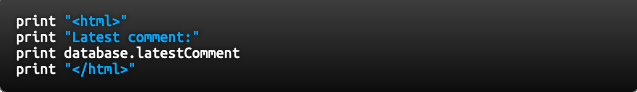 print "<html>"
print "Latest comment:"
print database.latestComment
print "</html>"